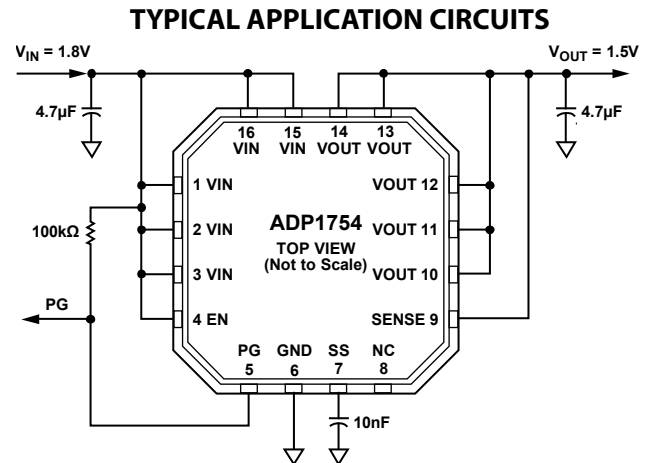 TYPICAL APPLICATION CIRCUITS
VIN = 1.8V
VOUT = 1.5V
4.7µF
4.7µF
16 15 14 13
VIN VIN VOUT VOUT
1 VIN
VOUT 12
100kΩ
2 VIN
ADP1754
VOUT 11
TOP VIEW
(Not to Scale)
3 VIN
VOUT 10
PG
4 EN
SENSE 9
PG GND SS NC
5 6 7 8
10nF